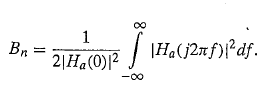 $B_n = \frac{1}{2|H_a(0)|^2} \int_{-\infty}^{\infty} |H_a(j2\pi f)|^2 df.$